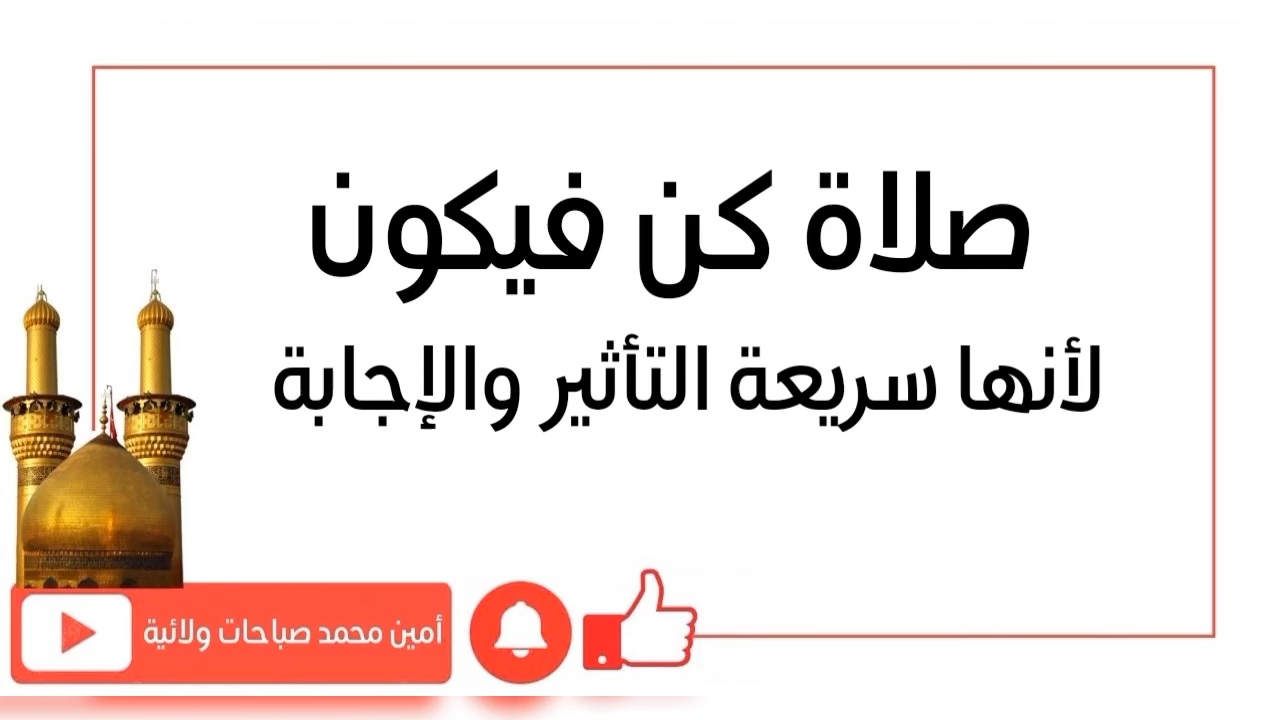 صلاة كن فيكون
لأنها سريعة التأثير والإجابة
أمين محمد صباحات ولائية